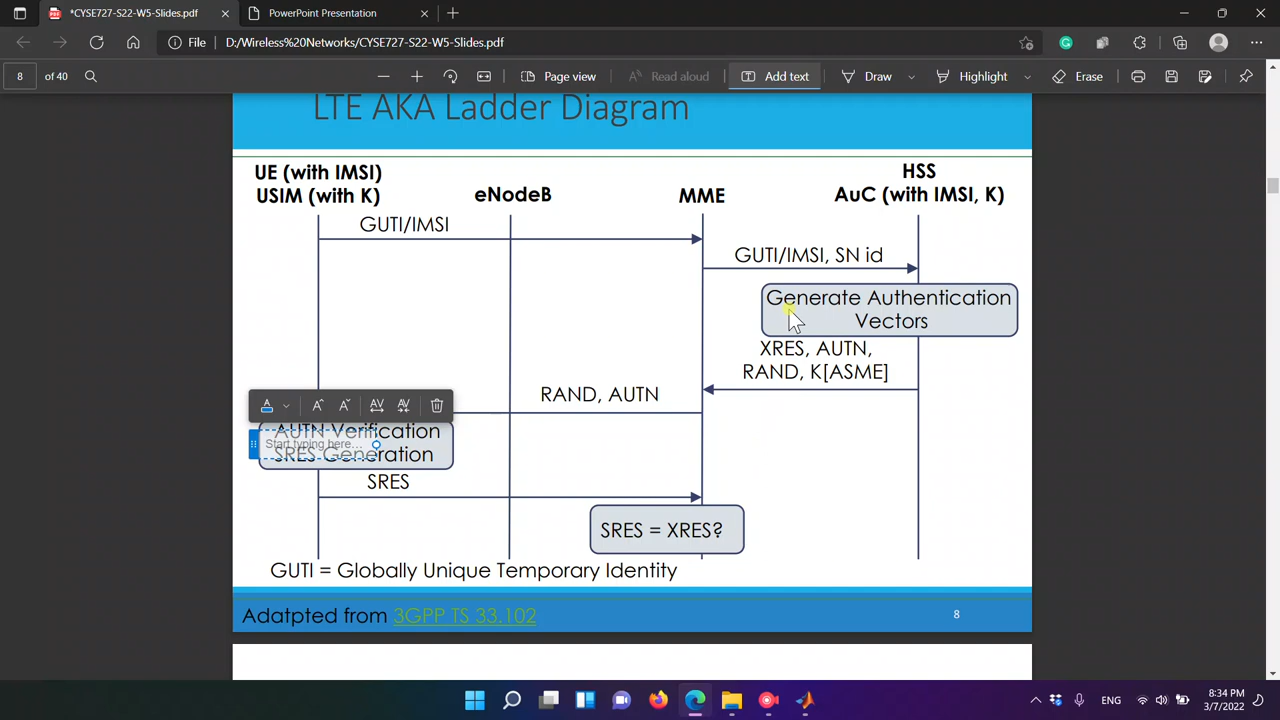 *CYSE727-S22-W5-Slides.pdf
PowerPoint Presentation
File
D:/Wireless%20Networks/CYSE727-S22-W5-Slides.pdf
8 of 40
Page view
Read aloud
Add text
Draw
Highlight
Erase
LTE AKA Ladder Diagram
UE (with IMSI)
USIM (with K)
eNodeB
MME
HSS
AuC (with IMSI, K)
GUTI/IMSI
GUTI/IMSI, SN id
Generate Authentication
Vectors
XRES, AUTN,
RAND, K[ASME]
RAND, AUTN
AUTN Verification
Start typing here...
SRES Generation
SRES
SRES = XRES?
GUTI = Globally Unique Temporary Identity
Adatpted from 3GPP TS 33.102
8
ENG
8:34 PM
3/7/2022